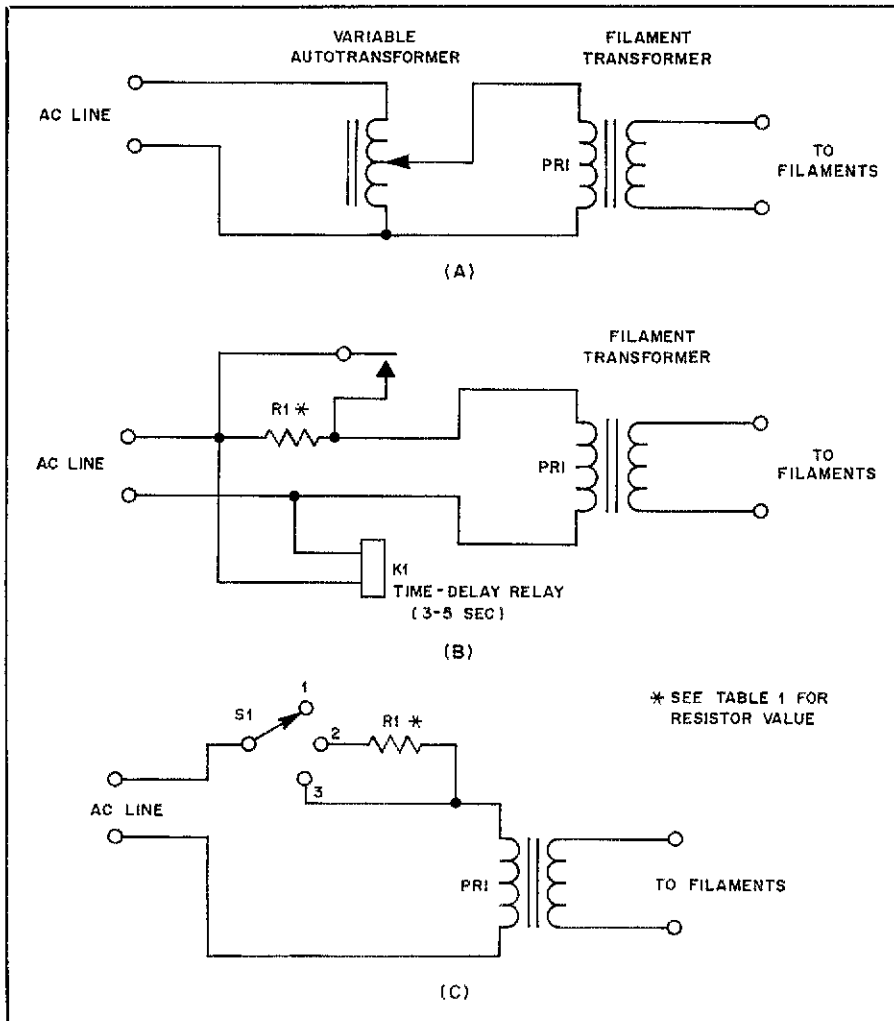 VARIABLE
AUTOTRANSFORMER
FILAMENT
TRANSFORMER
AC LINE
PRI
TO
FILAMENTS
(A)
FILAMENT
TRANSFORMER
R1 *
AC LINE
PRI
TO
FILAMENTS
K1
TIME-DELAY RELAY
(3-5 SEC)
(B)
1
S1
2
R1 *
3
* SEE TABLE 1 FOR
RESISTOR VALUE
AC LINE
PRI
TO FILAMENTS
(C)